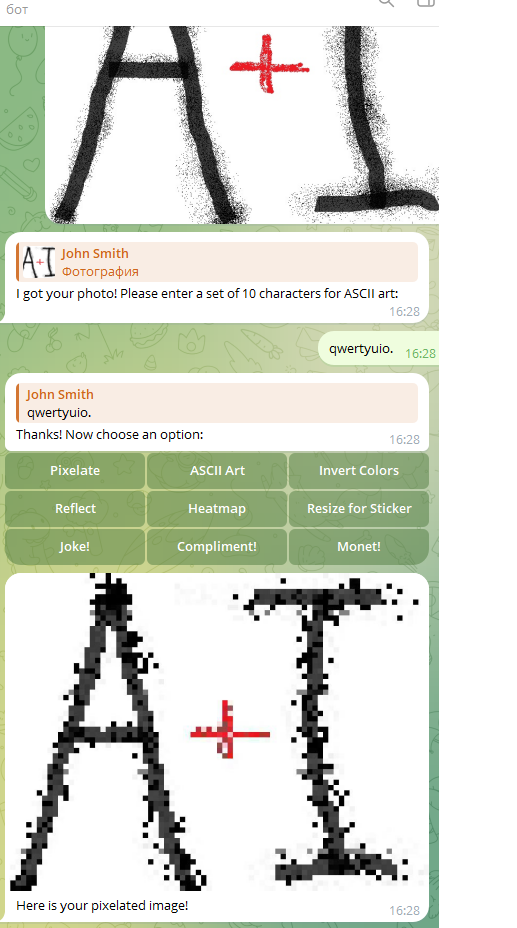 бот
A + I
A+I
John Smith
Фотография
I got your photo! Please enter a set of 10 characters for ASCII art:
16:28
qwertyuio.
16:28
John Smith
qwertyuio.
Thanks! Now choose an option:
16:28
Pixelate
ASCII Art
Invert Colors
Reflect
Heatmap
Resize for Sticker
Joke!
Compliment!
Monet!
A + I
Here is your pixelated image!
16:28